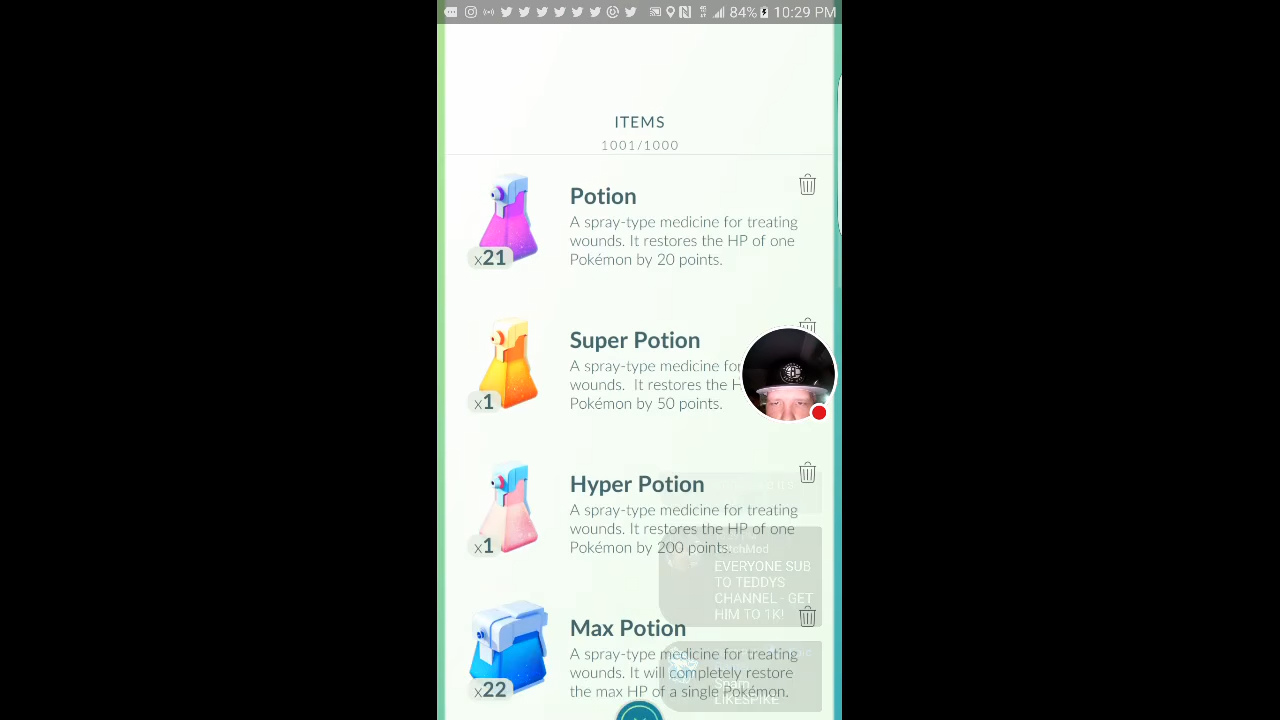 84% 10:29 PM
ITEMS
1001/1000
Potion
A spray-type medicine for treating
wounds. It restores the HP of one
Pokémon by 20 points.
x21
Super Potion
A spray-type medicine for
wounds. It restores the H
Pokémon by 50 points.
x1
Hyper Potion
A spray-type medicine for treating
wounds. It restores the HP of one
Pokémon by 200 points.
x1
EVERYONE SUB
TO TEDDYS
CHANNEL - GET
HIM TO 1K!
Max Potion
A spray-type medicine for treating
wounds. It will completely restore
the max HP of a single Pokémon.
x22
Spam
LIKESPIKE